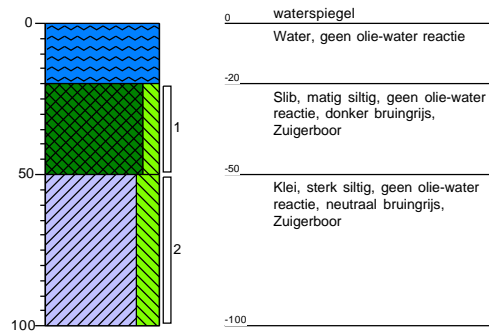 0
50
100
1
2
0
waterspiegel
Water, geen olie-water reactie
-20
Slib, matig siltig, geen olie-water
reactie, donker bruingrijs,
Zuigerboor
-50
Klei, sterk siltig, geen olie-water
reactie, neutraal bruingrijs,
Zuigerboor
-100